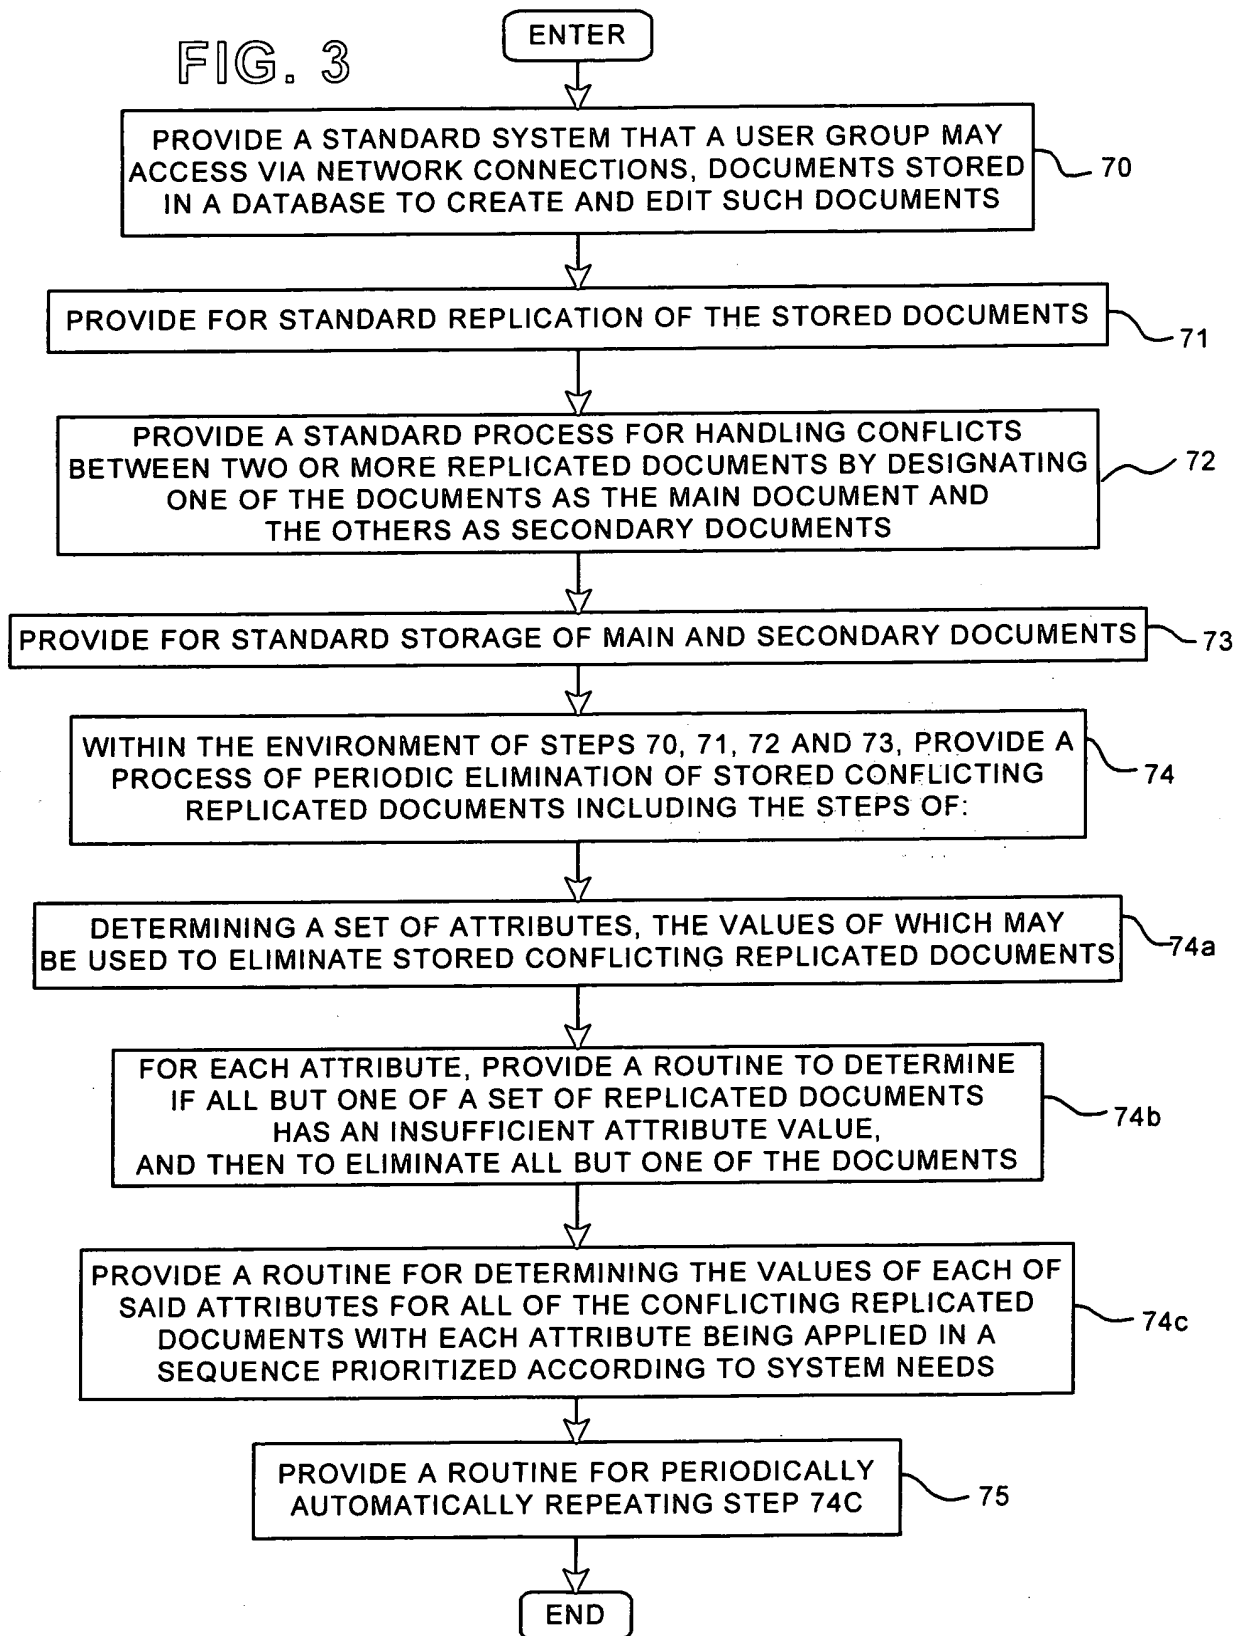 FIG. 3
ENTER
PROVIDE A STANDARD SYSTEM THAT A USER GROUP MAY
ACCESS VIA NETWORK CONNECTIONS, DOCUMENTS STORED
IN A DATABASE TO CREATE AND EDIT SUCH DOCUMENTS
70
PROVIDE FOR STANDARD REPLICATION OF THE STORED DOCUMENTS
71
PROVIDE A STANDARD PROCESS FOR HANDLING CONFLICTS
BETWEEN TWO OR MORE REPLICATED DOCUMENTS BY DESIGNATING
ONE OF THE DOCUMENTS AS THE MAIN DOCUMENT AND
THE OTHERS AS SECONDARY DOCUMENTS
72
PROVIDE FOR STANDARD STORAGE OF MAIN AND SECONDARY DOCUMENTS
73
WITHIN THE ENVIRONMENT OF STEPS 70, 71, 72 AND 73, PROVIDE A
PROCESS OF PERIODIC ELIMINATION OF STORED CONFLICTING
REPLICATED DOCUMENTS INCLUDING THE STEPS OF:
74
DETERMINING A SET OF ATTRIBUTES, THE VALUES OF WHICH MAY
BE USED TO ELIMINATE STORED CONFLICTING REPLICATED DOCUMENTS
74a
FOR EACH ATTRIBUTE, PROVIDE A ROUTINE TO DETERMINE
IF ALL BUT ONE OF A SET OF REPLICATED DOCUMENTS
HAS AN INSUFFICIENT ATTRIBUTE VALUE,
AND THEN TO ELIMINATE ALL BUT ONE OF THE DOCUMENTS
74b
PROVIDE A ROUTINE FOR DETERMINING THE VALUES OF EACH OF
SAID ATTRIBUTES FOR ALL OF THE CONFLICTING REPLICATED
DOCUMENTS WITH EACH ATTRIBUTE BEING APPLIED IN A
SEQUENCE PRIORITIZED ACCORDING TO SYSTEM NEEDS
74c
PROVIDE A ROUTINE FOR PERIODICALLY
AUTOMATICALLY REPEATING STEP 74C
75
END